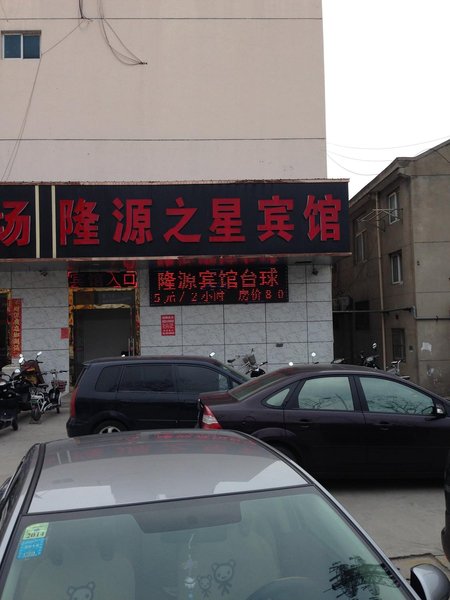 场
隆源之星宾馆
入口
隆源宾馆台球
5元/2小时 房价80
2014